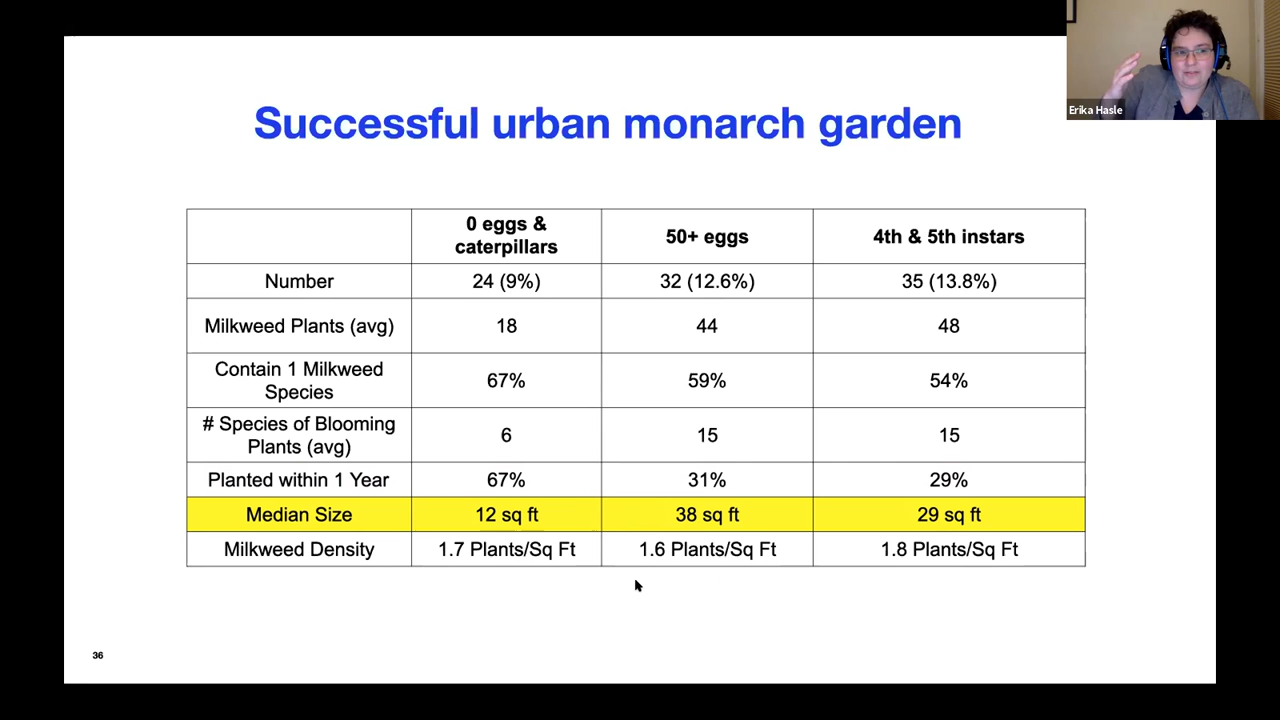 Erika Hasle
Successful urban monarch garden
0 eggs &
caterpillars
50+ eggs
4th & 5th instars
Number
24 (9%)
32 (12.6%)
35 (13.8%)
Milkweed Plants (avg)
18
44
48
Contain 1 Milkweed
Species
67%
59%
54%
# Species of Blooming
Plants (avg)
6
15
15
Planted within 1 Year
67%
31%
29%
Median Size
12 sq ft
38 sq ft
29 sq ft
Milkweed Density
1.7 Plants/Sq Ft
1.6 Plants/Sq Ft
1.8 Plants/Sq Ft
36